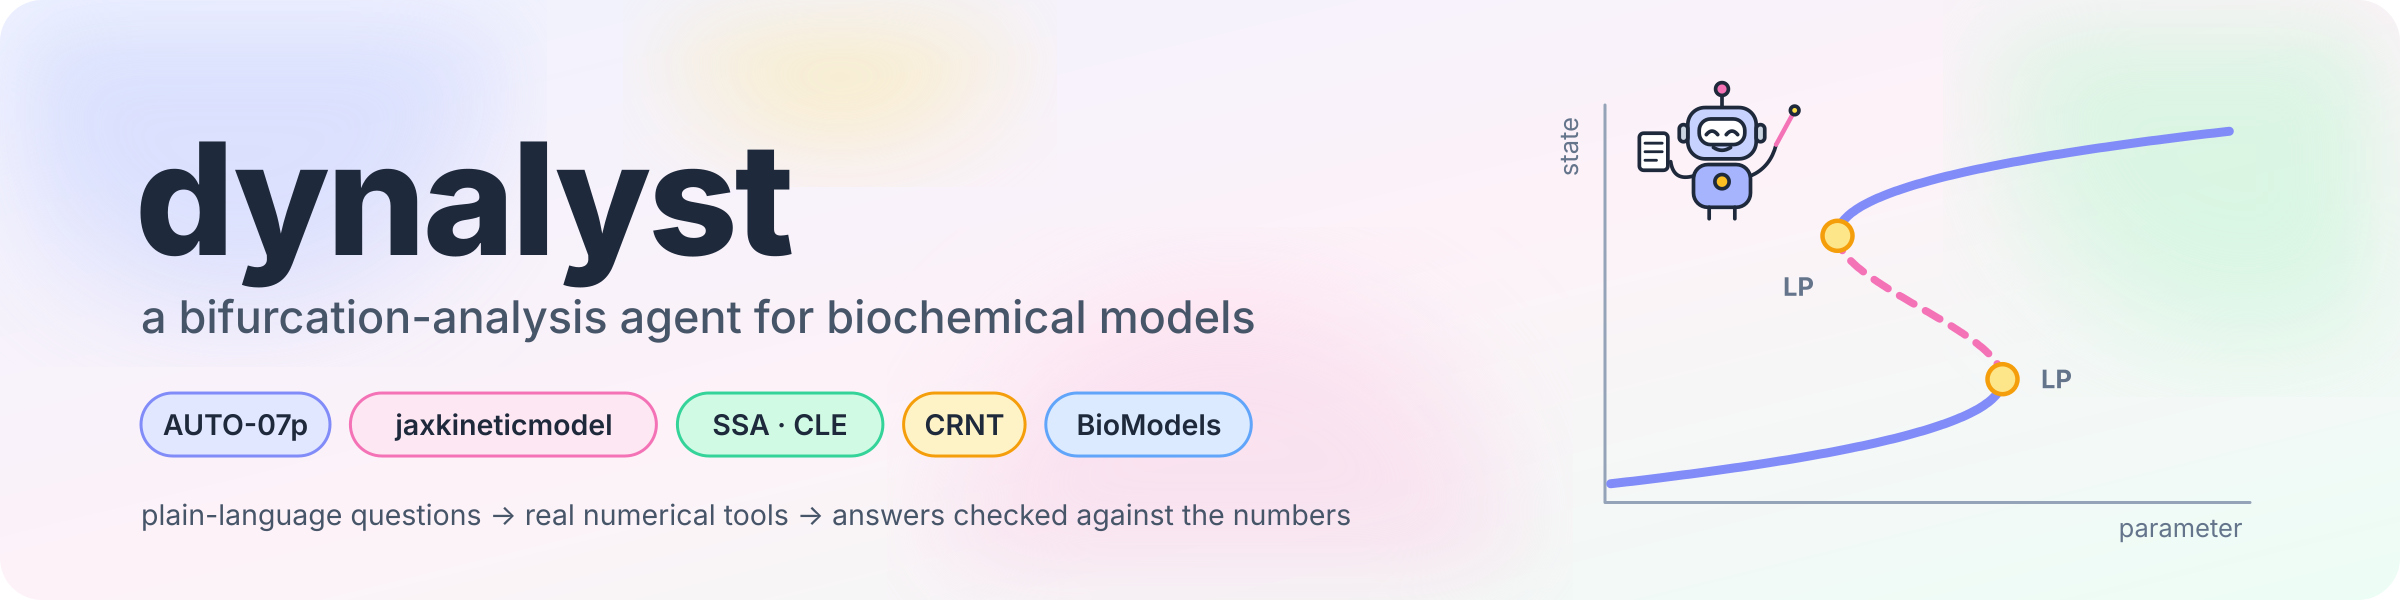 dynalyst
a bifurcation-analysis agent for biochemical models
AUTO-07p
jaxkineticmodel
SSA · CLE
CRNT
BioModels
plain-language questions → real numerical tools → answers checked against the numbers
state
LP
LP
parameter